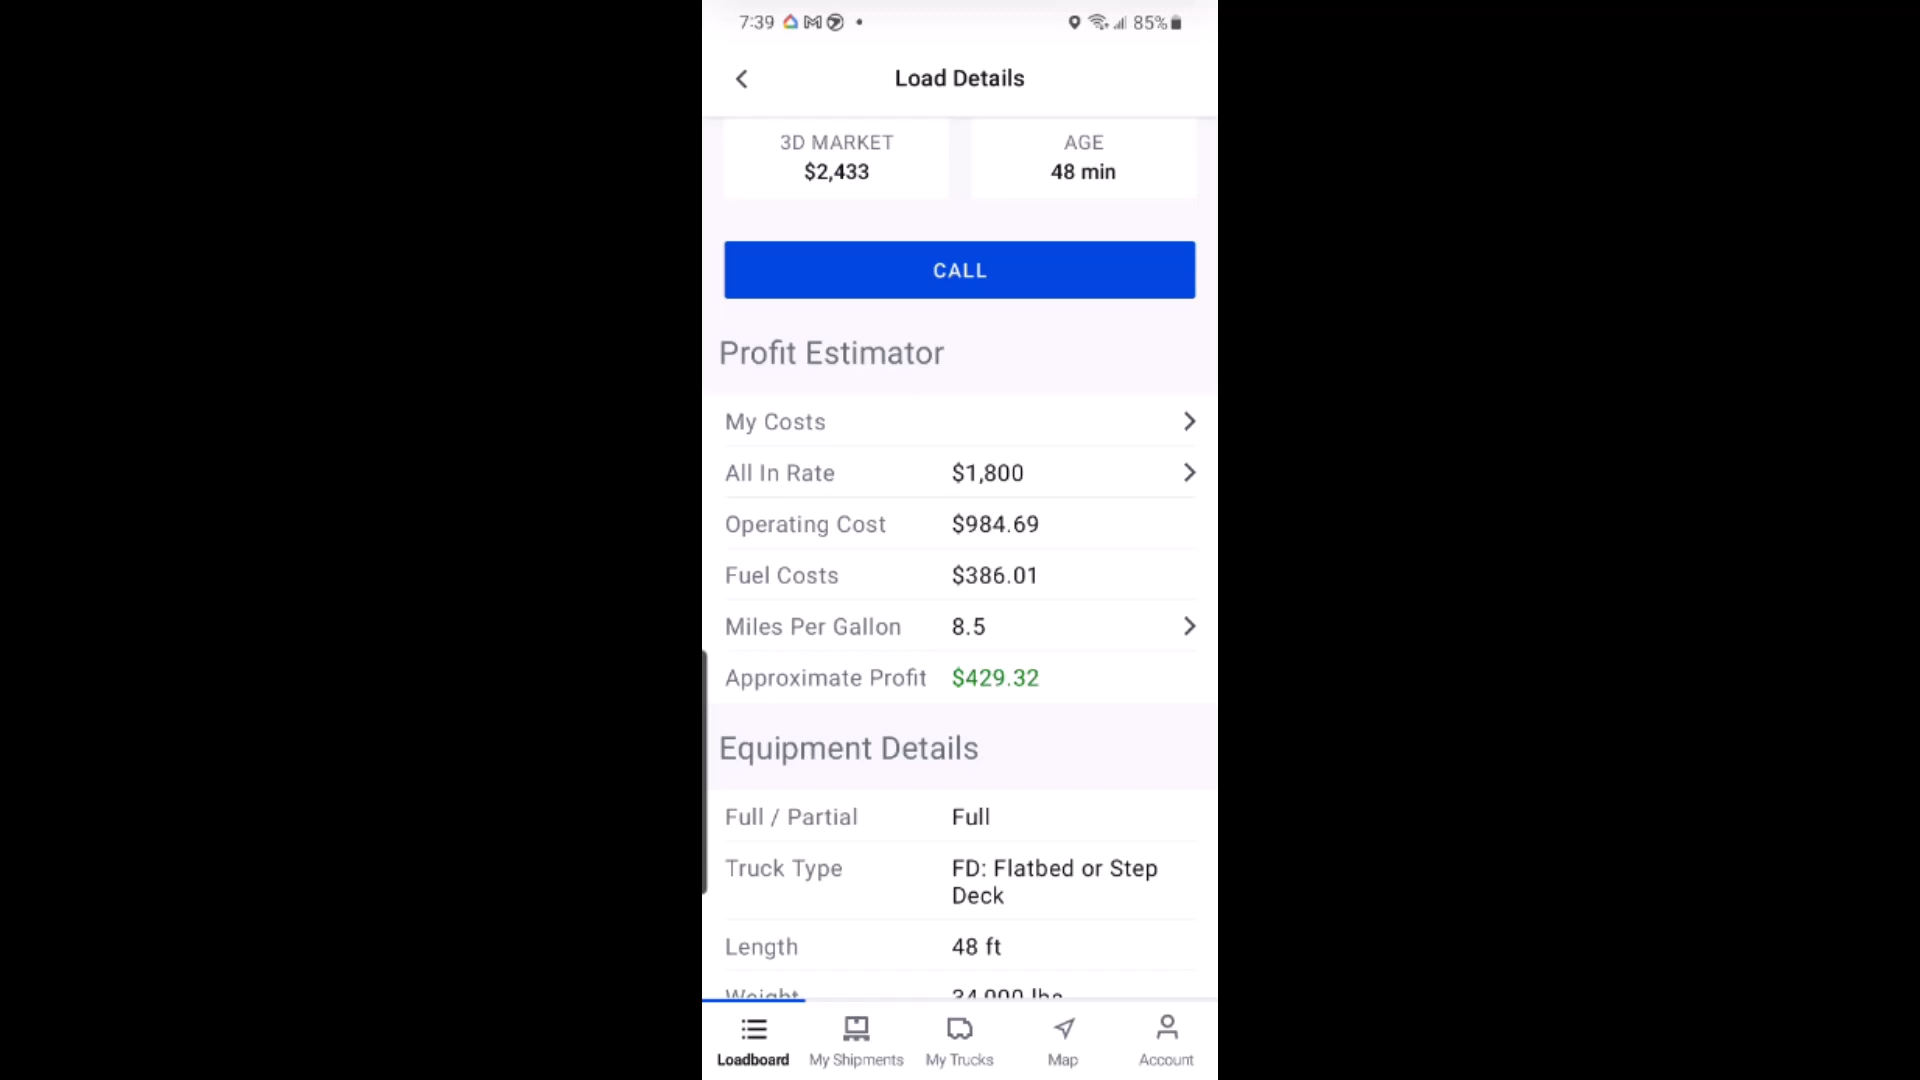 7:39
85%
Load Details
3D MARKET
$2,433
AGE
48 min
CALL
Profit Estimator
My Costs
All In Rate $1,800
Operating Cost $984.69
Fuel Costs $386.01
Miles Per Gallon 8.5
Approximate Profit $429.32
Equipment Details
Full / Partial Full
Truck Type FD: Flatbed or Step
Deck
Length 48 ft
Weight 34,000 lbs
Loadboard My Shipments My Trucks Map Account